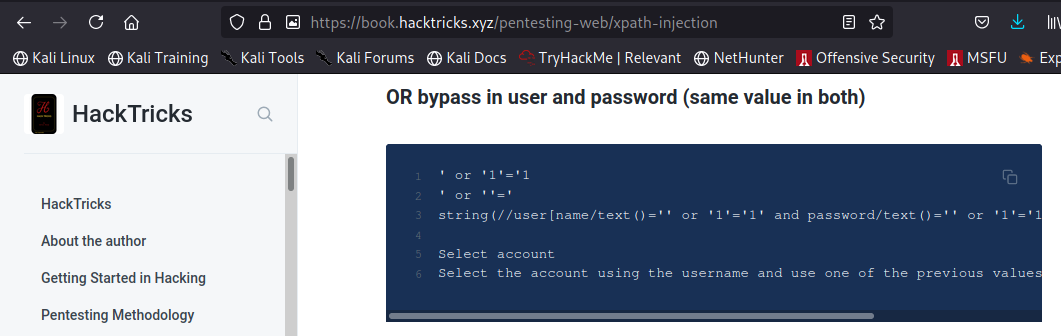 https://book.hacktricks.xyz/pentesting-web/xpath-injection
Kali Linux Kali Training Kali Tools Kali Forums Kali Docs TryHackMe | Relevant NetHunter Offensive Security MSFU Exp
HackTricks
HackTricks
About the author
Getting Started in Hacking
Pentesting Methodology
OR bypass in user and password (same value in both)
1 ' or '1'='1
2 ' or ''='
3 string(//user[name/text()='' or '1'='1' and password/text()='' or '1'='1
4
5 Select account
6 Select the account using the username and use one of the previous values